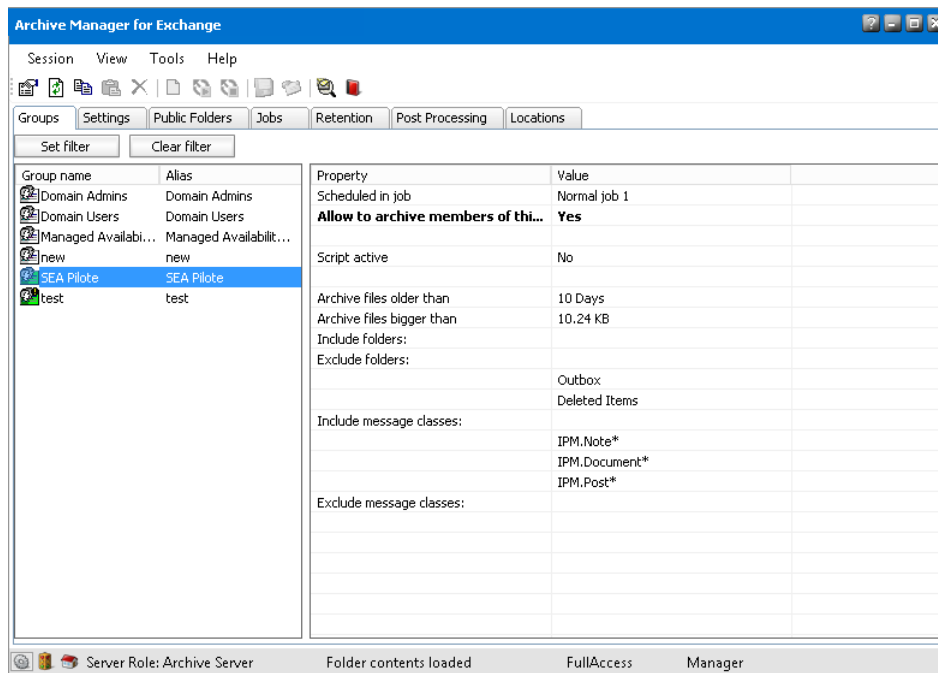 Archive Manager for Exchange
Session View Tools Help
Groups Settings Public Folders Jobs Retention Post Processing Locations
Set filter Clear filter
Group name Alias Property Value
Domain Admins Domain Admins Scheduled in job Normal job 1
Domain Users Domain Users Allow to archive members of thi... Yes
Managed Availabi... Managed Availabilit...
new new Script active No
SEA Pilote SEA Pilote
test test Archive files older than 10 Days
Archive files bigger than 10.24 KB
Include folders:
Exclude folders:
Outbox
Deleted Items
Include message classes:
IPM.Note*
IPM.Document*
IPM.Post*
Exclude message classes:
Server Role: Archive Server Folder contents loaded FullAccess Manager